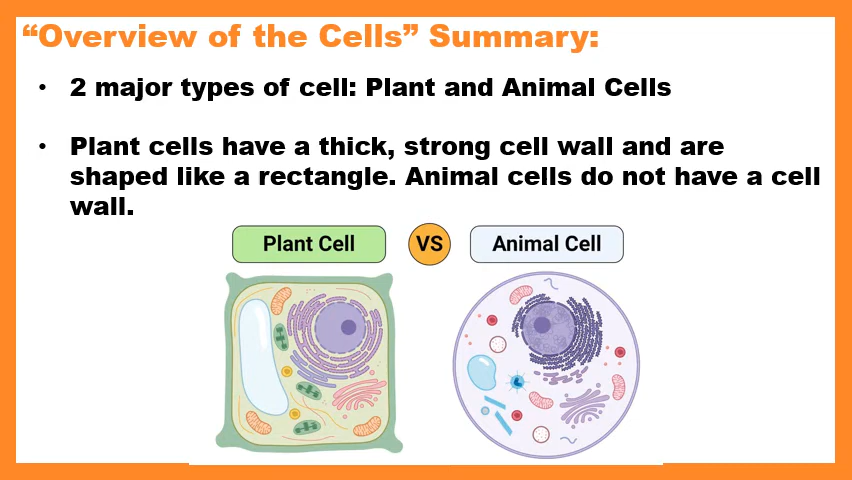 “Overview of the Cells” Summary:
• 2 major types of cell: Plant and Animal Cells
• Plant cells have a thick, strong cell wall and are
shaped like a rectangle. Animal cells do not have a cell
wall.
Plant Cell VS Animal Cell